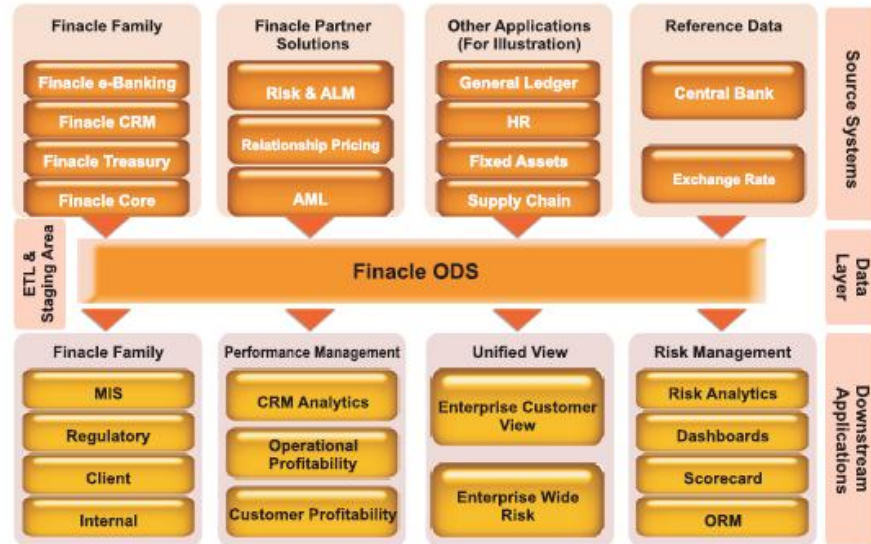 Finacle Family
Finacle e-Banking
Finacle CRM
Finacle Treasury
Finacle Core
Finacle Partner
Solutions
Risk & ALM
Relationship Pricing
AML
Other Applications
(For Illustration)
General Ledger
HR
Fixed Assets
Supply Chain
Reference Data
Central Bank
Exchange Rate
Source Systems
ETL &
Staging Area
Finacle ODS
Data
Layer
Finacle Family
MIS
Regulatory
Client
Internal
Performance Management
CRM Analytics
Operational
Profitability
Customer Profitability
Unified View
Enterprise Customer
View
Enterprise Wide
Risk
Risk Management
Risk Analytics
Dashboards
Scorecard
ORM
Downstream
Applications